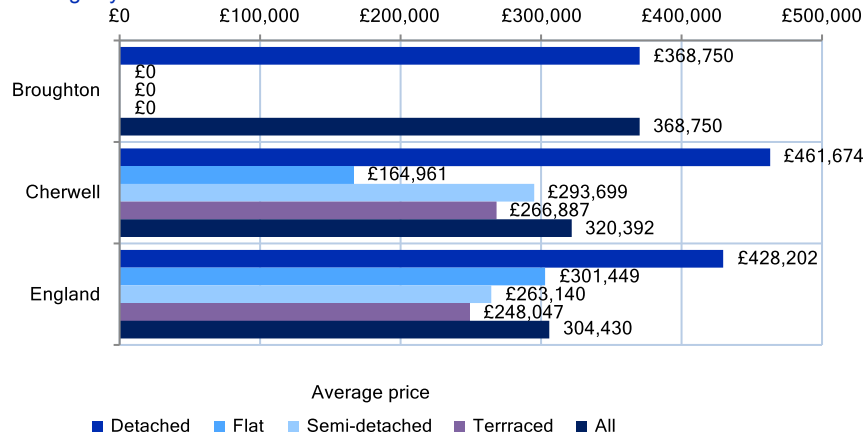 £0 £100,000 £200,000 £300,000 £400,000 £500,000
Broughton
£368,750
£0
£0
£0
368,750
Cherwell
£461,674
£164,961
£293,699
£266,887
320,392
England
£428,202
£301,449
£263,140
£248,047
304,430
Average price
Detached Flat Semi-detached Terrraced All